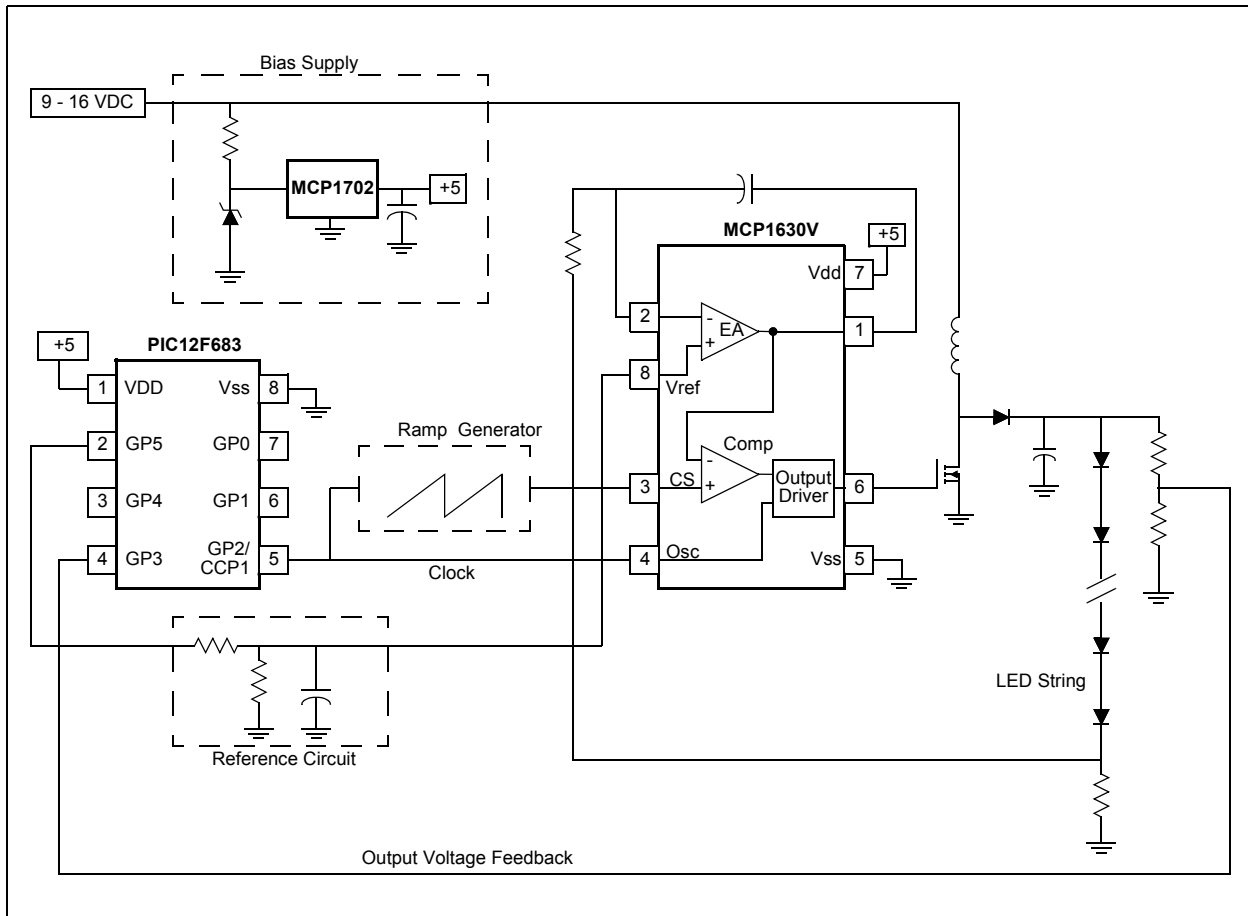 Bias Supply
9 - 16 VDC
MCP1702
+5
MCP1630V
+5
Vdd
7
2
-
EA
+
1
8
Vref
+5
PIC12F683
1
VDD
Vss
8
2
GP5
GP0
7
3
GP4
GP1
6
4
GP3
GP2/
CCP1
5
Ramp Generator
Clock
Comp
-
+
3
CS
Output
Driver
6
4
Osc
Vss
5
LED String
Reference Circuit
Output Voltage Feedback